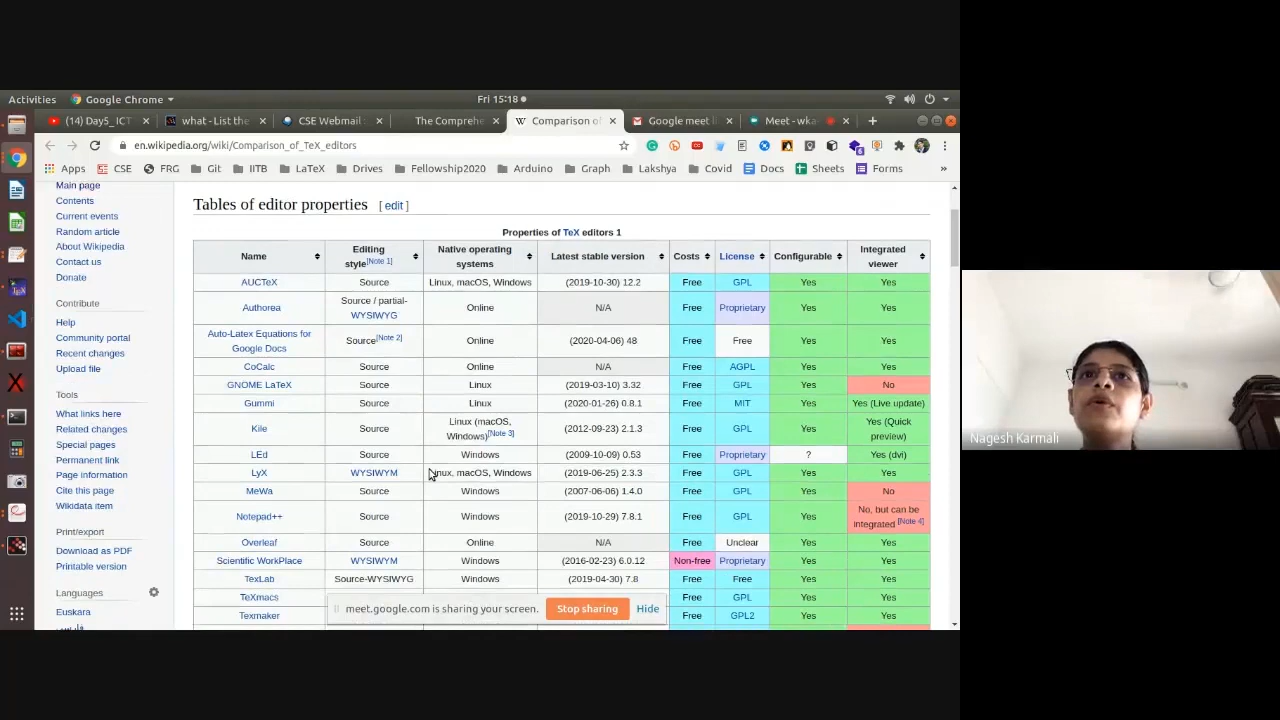 Activities Google Chrome Fri 15:18
(14) Day5_ICT what - List the CSE Webmail The Comprehe Comparison of Google meet li Meet - wka
en.wikipedia.org/wiki/Comparison_of_TeX_editors
Apps CSE FRG Git IITB LaTeX Drives Fellowship2020 Arduino Graph Lakshya Covid Docs Sheets Forms »
Main page
Contents
Current events
Random article
About Wikipedia
Contact us
Donate
Contribute
Help
Community portal
Recent changes
Upload file
Tools
What links here
Related changes
Special pages
Permanent link
Page information
Cite this page
Wikidata item
Print/export
Download as PDF
Printable version
Languages
Euskara
Tables of editor properties [ edit ]
Properties of TeX editors 1
Name Editing style[Note 1] Native operating systems Latest stable version Costs License Configurable Integrated viewer
AUCTeX Source Linux, macOS, Windows (2019-10-30) 12.2 Free GPL Yes Yes
Authorea Source / partial-WYSIWYG Online N/A Free Proprietary Yes Yes
Auto-Latex Equations for Google Docs Source[Note 2] Online (2020-04-06) 48 Free Free Yes Yes
CoCalc Source Online N/A Free AGPL Yes Yes
GNOME LaTeX Source Linux (2019-03-10) 3.32 Free GPL Yes No
Gummi Source Linux (2020-01-26) 0.8.1 Free MIT Yes Yes (Live update)
Kile Source Linux (macOS, Windows)[Note 3] (2012-09-23) 2.1.3 Free GPL Yes Yes (Quick preview)
LEd Source Windows (2009-10-09) 0.53 Free Proprietary ? Yes (dvi)
LyX WYSIWYM Linux, macOS, Windows (2019-06-25) 2.3.3 Free GPL Yes Yes
MeWa Source Windows (2007-06-06) 1.4.0 Free GPL Yes No
Notepad++ Source Windows (2019-10-29) 7.8.1 Free GPL Yes No, but can be integrated [Note 4]
Overleaf Source Online N/A Free Unclear Yes Yes
Scientific WorkPlace WYSIWYM Windows (2016-02-23) 6.0.12 Non-free Proprietary Yes Yes
TexLab Source-WYSIWYG Windows (2019-04-30) 7.8 Free Free Yes Yes
TeXmacs Free GPL Yes Yes
Texmaker Free GPL2 Yes Yes
meet.google.com is sharing your screen. Stop sharing Hide
Nagesh Karmali